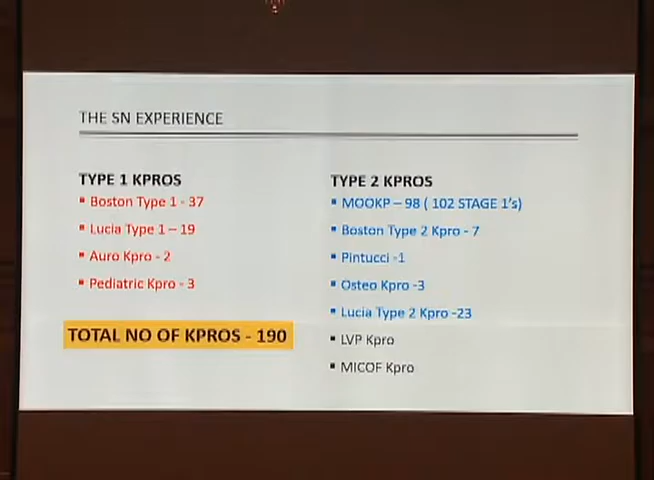 THE SN EXPERIENCE
TYPE 1 KPROS
Boston Type 1 - 37
Lucia Type 1 – 19
Auro Kpro - 2
Pediatric Kpro - 3
TOTAL NO OF KPROS - 190
TYPE 2 KPROS
MOOKP – 98 ( 102 STAGE 1's)
Boston Type 2 Kpro - 7
Pintucci -1
Osteo Kpro -3
Lucia Type 2 Kpro -23
LVP Kpro
MICOF Kpro